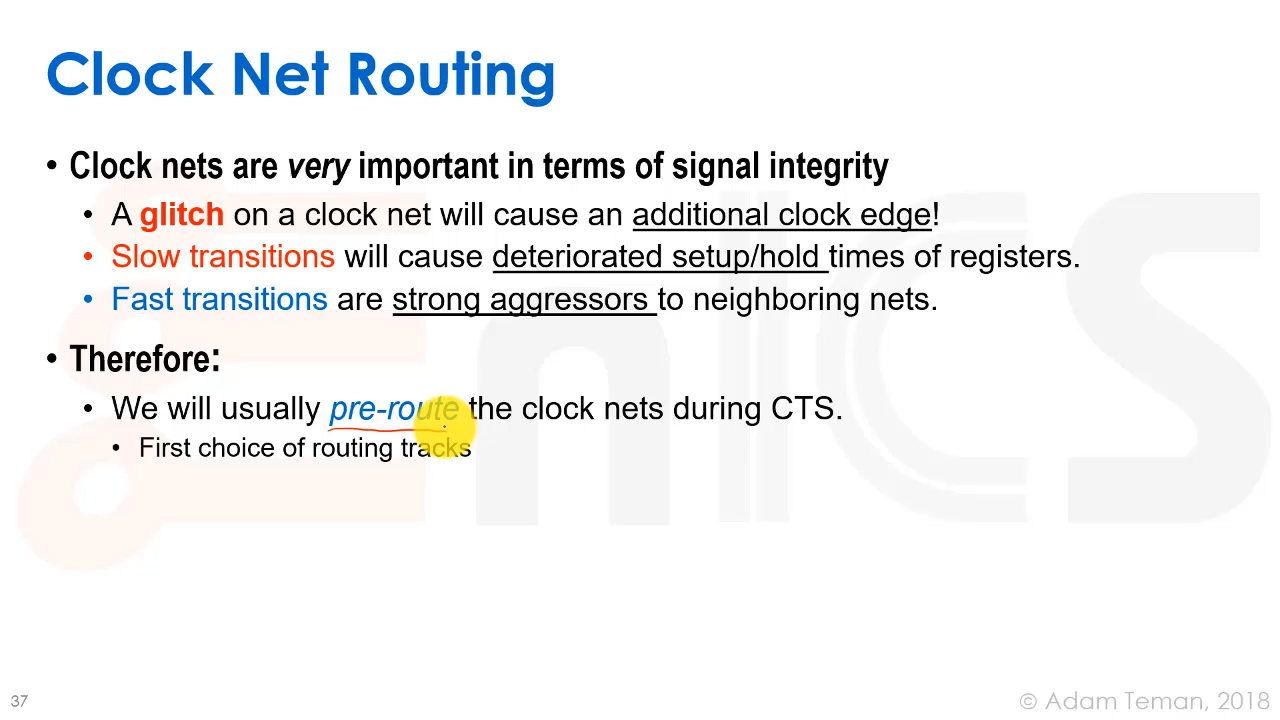 Clock Net Routing
• Clock nets are very important in terms of signal integrity
• A glitch on a clock net will cause an additional clock edge!
• Slow transitions will cause deteriorated setup/hold times of registers.
• Fast transitions are strong aggressors to neighboring nets.
• Therefore:
• We will usually pre-route the clock nets during CTS.
• First choice of routing tracks
EnICS
37
© Adam Teman, 2018